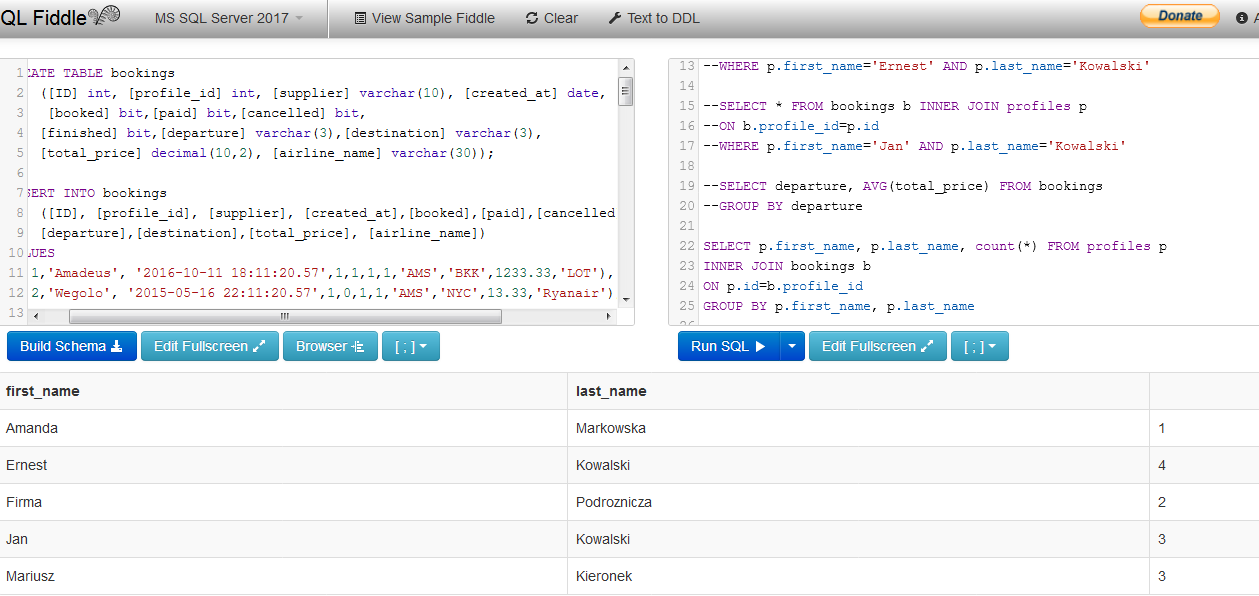 QL Fiddle MS SQL Server 2017 View Sample Fiddle Clear Text to DDL Donate A
1 EATE TABLE bookings
2 ([ID] int, [profile_id] int, [supplier] varchar(10), [created_at] date,
3 [booked] bit,[paid] bit,[cancelled] bit,
4 [finished] bit,[departure] varchar(3),[destination] varchar(3),
5 [total_price] decimal(10,2), [airline_name] varchar(30));
6
7 SERT INTO bookings
8 ([ID], [profile_id], [supplier], [created_at],[booked],[paid],[cancelled
9 [departure],[destination],[total_price], [airline_name])
10 LUES
11 1,'Amadeus', '2016-10-11 18:11:20.57',1,1,1,1,'AMS','BKK',1233.33,'LOT'),
12 2,'Wegolo', '2015-05-16 22:11:20.57',1,0,1,1,'AMS','NYC',13.33,'Ryanair')
13
13 --WHERE p.first_name='Ernest' AND p.last_name='Kowalski'
14
15 --SELECT * FROM bookings b INNER JOIN profiles p
16 --ON b.profile_id=p.id
17 --WHERE p.first_name='Jan' AND p.last_name='Kowalski'
18
19 --SELECT departure, AVG(total_price) FROM bookings
20 --GROUP BY departure
21
22 SELECT p.first_name, p.last_name, count(*) FROM profiles p
23 INNER JOIN bookings b
24 ON p.id=b.profile_id
25 GROUP BY p.first_name, p.last_name
26
Build Schema Edit Fullscreen Browser [ ; ] Run SQL Edit Fullscreen [ ; ]
first_name last_name
Amanda Markowska 1
Ernest Kowalski 4
Firma Podroznicza 2
Jan Kowalski 3
Mariusz Kieronek 3